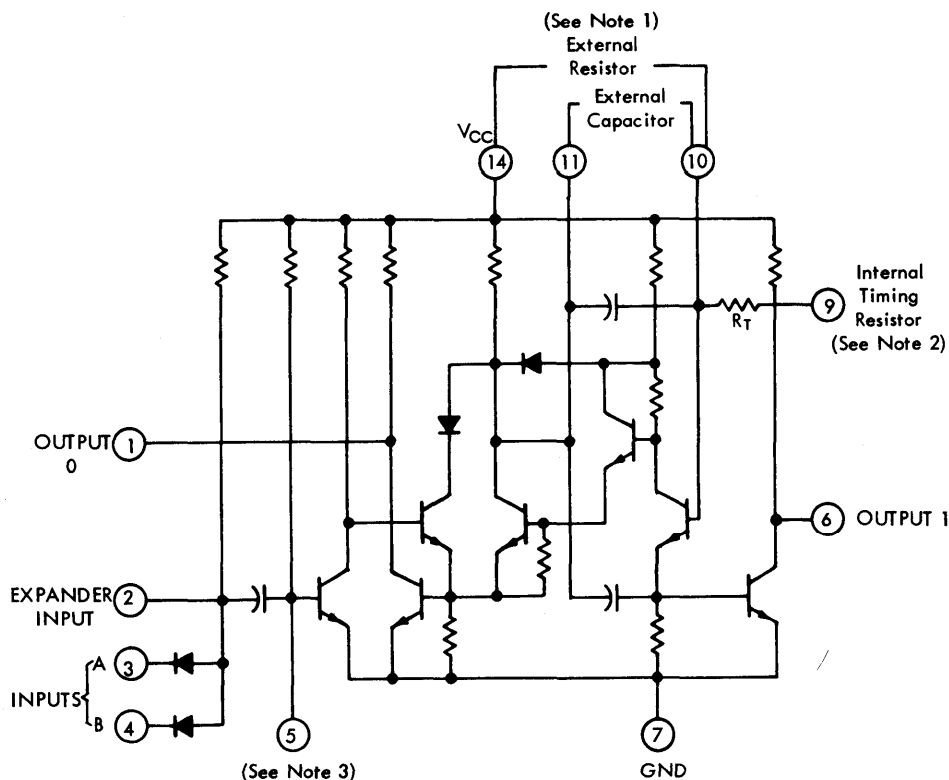 (See Note 1)
External
Resistor
External
Capacitor
VCC
14
11
10
9
Internal
Timing
Resistor
(See Note 2)
RT
OUTPUT 1
0
6 OUTPUT 1
EXPANDER 2
INPUT
A 3
INPUTS
B 4
5
(See Note 3)
7
GND